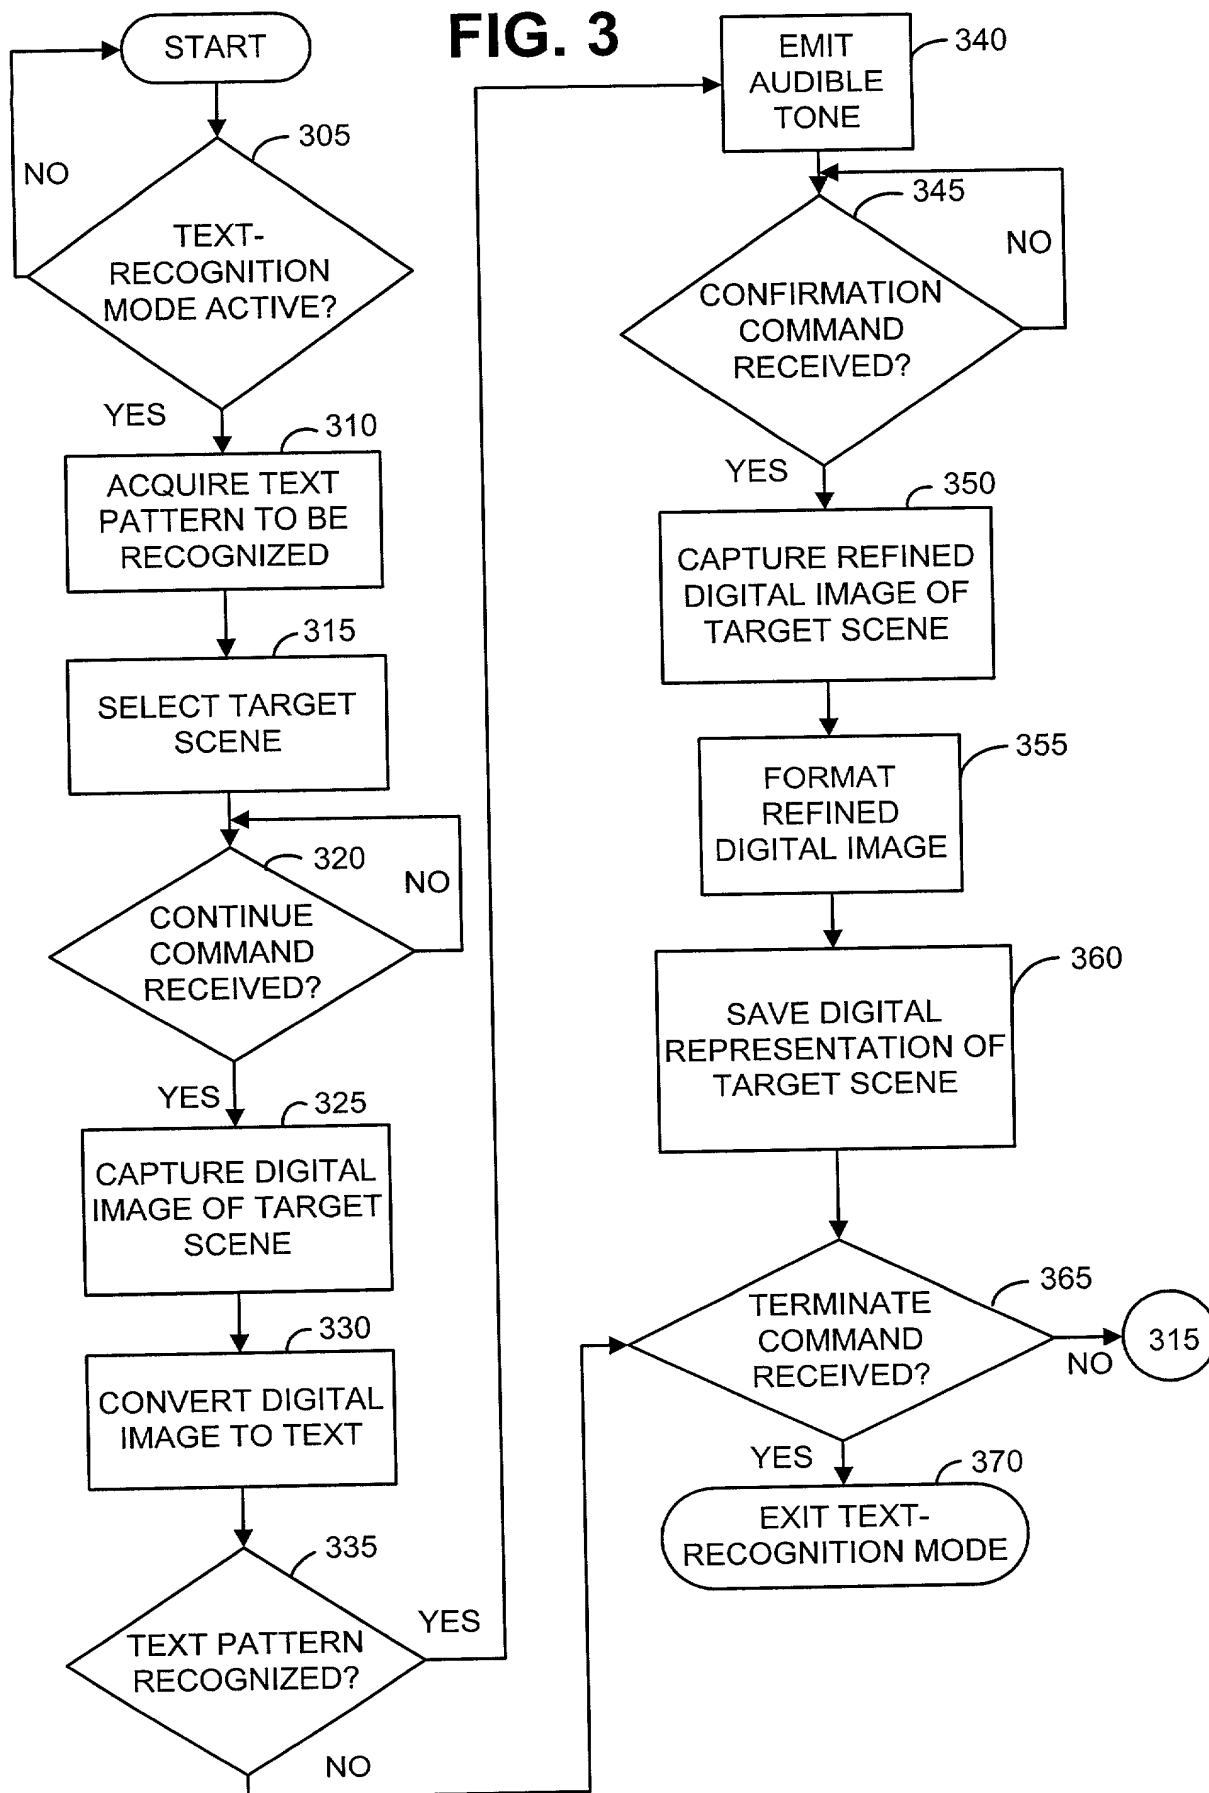 FIG. 3
START
305
NO
TEXT-
RECOGNITION
MODE ACTIVE?
YES
310
ACQUIRE TEXT
PATTERN TO BE
RECOGNIZED
315
SELECT TARGET
SCENE
320
NO
CONTINUE
COMMAND
RECEIVED?
YES
325
CAPTURE DIGITAL
IMAGE OF TARGET
SCENE
330
CONVERT DIGITAL
IMAGE TO TEXT
335
YES
TEXT PATTERN
RECOGNIZED?
NO
340
EMIT
AUDIBLE
TONE
345
NO
CONFIRMATION
COMMAND
RECEIVED?
YES
350
CAPTURE REFINED
DIGITAL IMAGE OF
TARGET SCENE
355
FORMAT
REFINED
DIGITAL IMAGE
360
SAVE DIGITAL
REPRESENTATION OF
TARGET SCENE
365
TERMINATE
COMMAND
RECEIVED?
NO
315
YES
370
EXIT TEXT-
RECOGNITION MODE